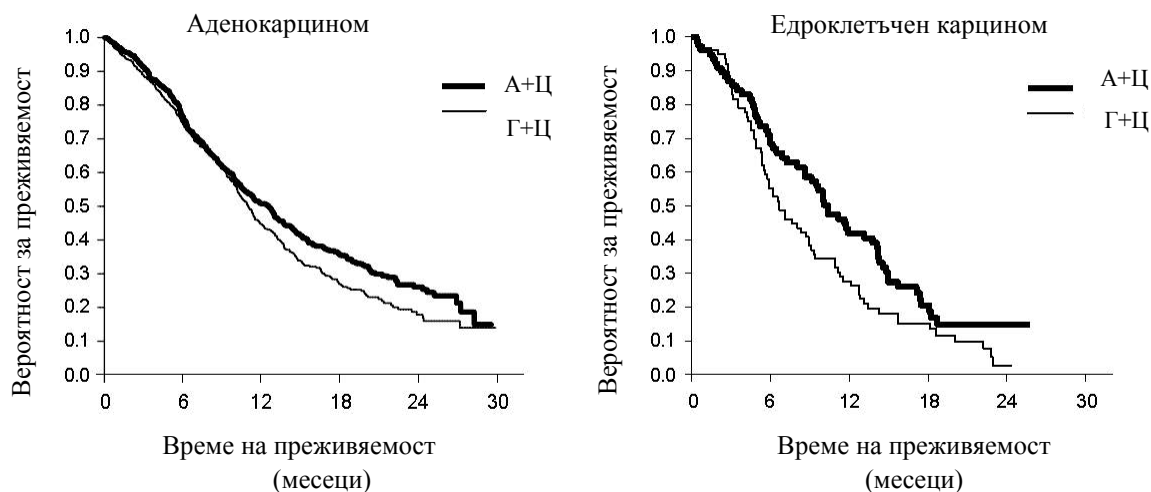 Аденокарцином
Вероятност за преживяемост
1.0
0.9
0.8
0.7
0.6
0.5
0.4
0.3
0.2
0.1
0.0
А+Ц
Г+Ц
0 6 12 18 24 30
Време на преживяемост
(месеци)
Едроклетъчен карцином
Вероятност за преживяемост
1.0
0.9
0.8
0.7
0.6
0.5
0.4
0.3
0.2
0.1
0.0
А+Ц
Г+Ц
0 6 12 18 24 30
Време на преживяемост
(месеци)